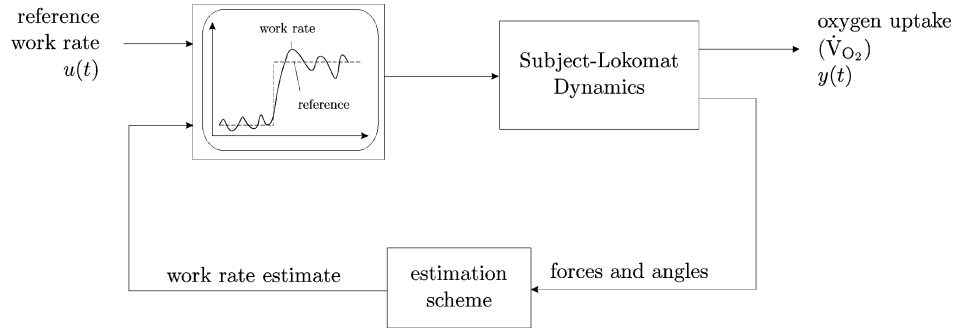 reference
work rate
u(t)
work rate
reference
Subject-Lokomat
Dynamics
oxygen uptake
(V̇O₂)
y(t)
work rate estimate
estimation
scheme
forces and angles